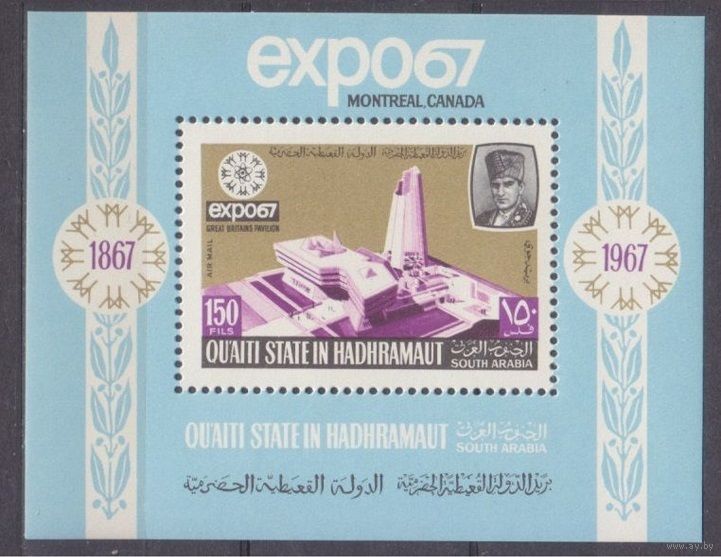 expo67
MONTREAL, CANADA
بريد الدولة القعيطية الحضرمية الدولة القعيطية الحضرمية
expo67
GREAT BRITAINS PAVILION
AIR MAIL
1867
1967
150
FILS
١٥٠
فلس
QU'AITI STATE IN HADHRAMAUT
الجنوب العربي
SOUTH ARABIA
QU'AITI STATE IN HADHRAMAUT
الجنوب العربي
SOUTH ARABIA
بريد الدولة القعيطية الحضرمية الدولة القعيطية الحضرمية
www.ay.by